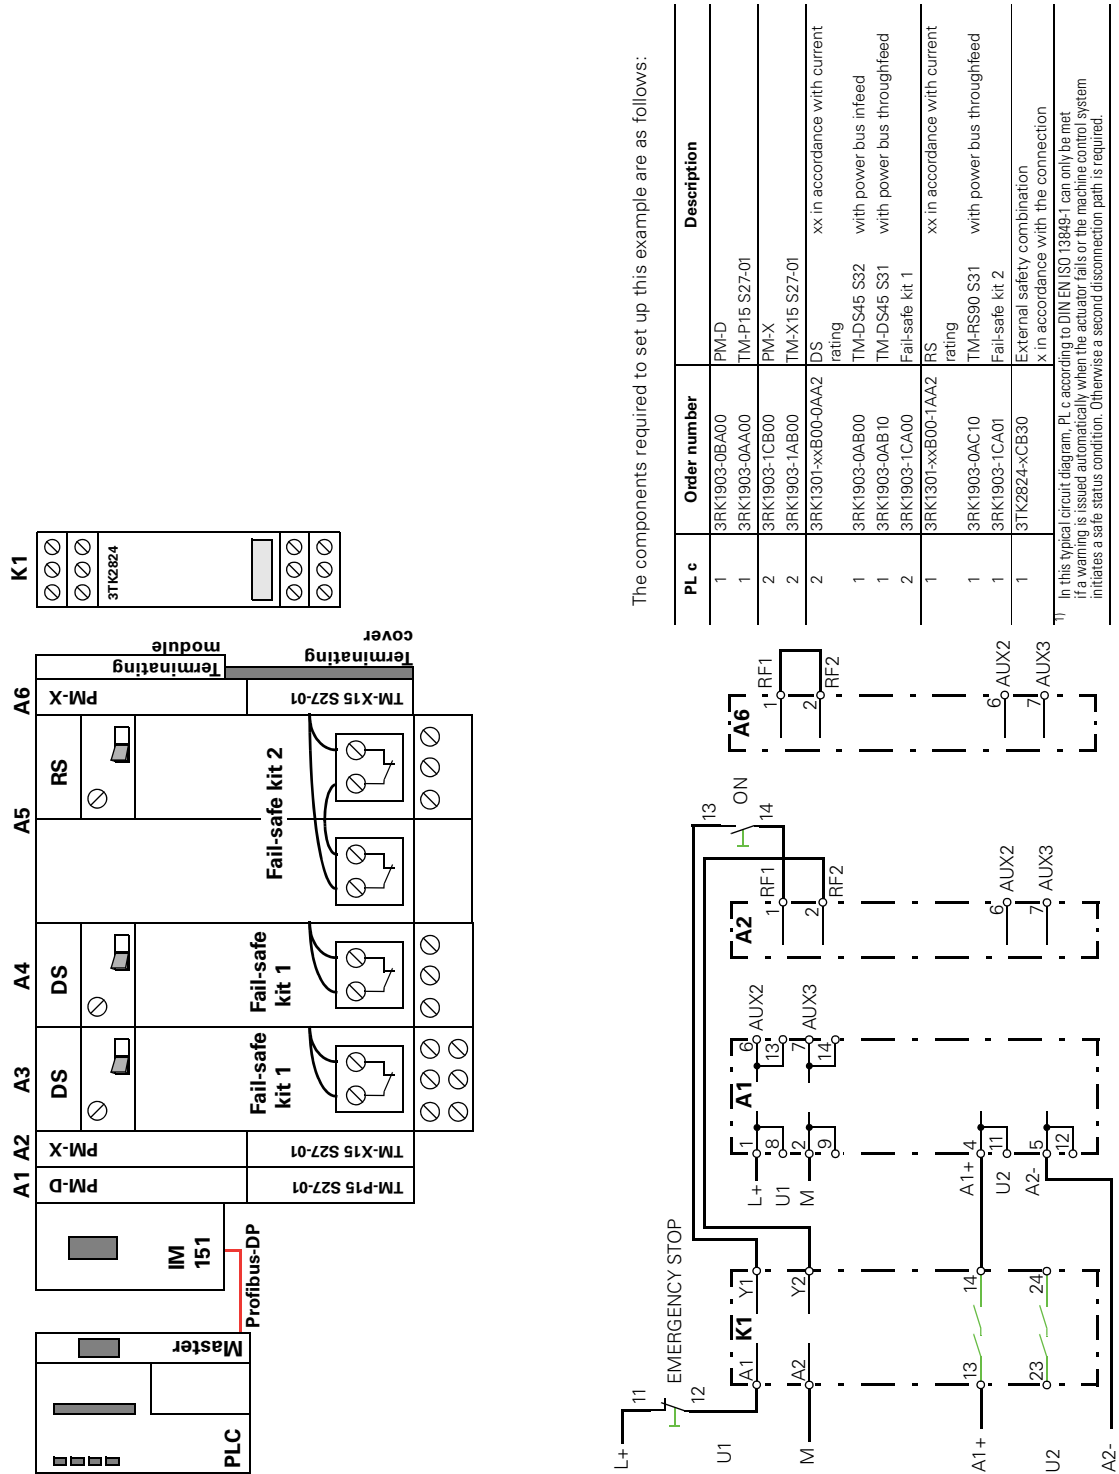 PLC
Master
Profibus-DP
IM
151
A1
A2
A3
A4
A5
A6
K1
PM-D
PM-X
DS
DS
RS
PM-X
Terminating
module
3TK2824
TM-P15 S27-01
TM-X15 S27-01
Fail-safe
kit 1
Fail-safe
kit 1
Fail-safe kit 2
TM-X15 S27-01
Terminating
cover
L+
U1
M
A1+
U2
A2-
11
12
EMERGENCY STOP
K1
A1
Y1
A2
Y2
13
14
23
24
L+
U1
M
A1+
U2
A2-
A1
1
8
2
9
4
11
5
12
6
AUX2
13
7
AUX3
14
A2
1
RF1
2
RF2
6
AUX2
7
AUX3
13
14
ON
A6
1
RF1
2
RF2
6
AUX2
7
AUX3
The components required to set up this example are as follows:
PL c Order number Description
1 3RK1903-0BA00 PM-D
1 3RK1903-0AA00 TM-P15 S27-01
2 3RK1903-1CB00 PM-X
2 3RK1903-1AB00 TM-X15 S27-01
2 3RK1301-xxB00-0AA2 DS xx in accordance with current
rating
1 3RK1903-0AB00 TM-DS45 S32 with power bus infeed
1 3RK1903-0AB10 TM-DS45 S31 with power bus throughfeed
2 3RK1903-1CA00 Fail-safe kit 1
1 3RK1301-xxB00-1AA2 RS xx in accordance with current
rating
1 3RK1903-0AC10 TM-RS90 S31 with power bus throughfeed
1 3RK1903-1CA01 Fail-safe kit 2
1 3TK2824-xCB30 External safety combination
x in accordance with the connection
1) In this typical circuit diagram, PL c according to DIN EN ISO 13849-1 can only be met
if a warning is issued automatically when the actuator fails or the machine control system
initiates a safe status condition. Otherwise a second disconnection path is required.